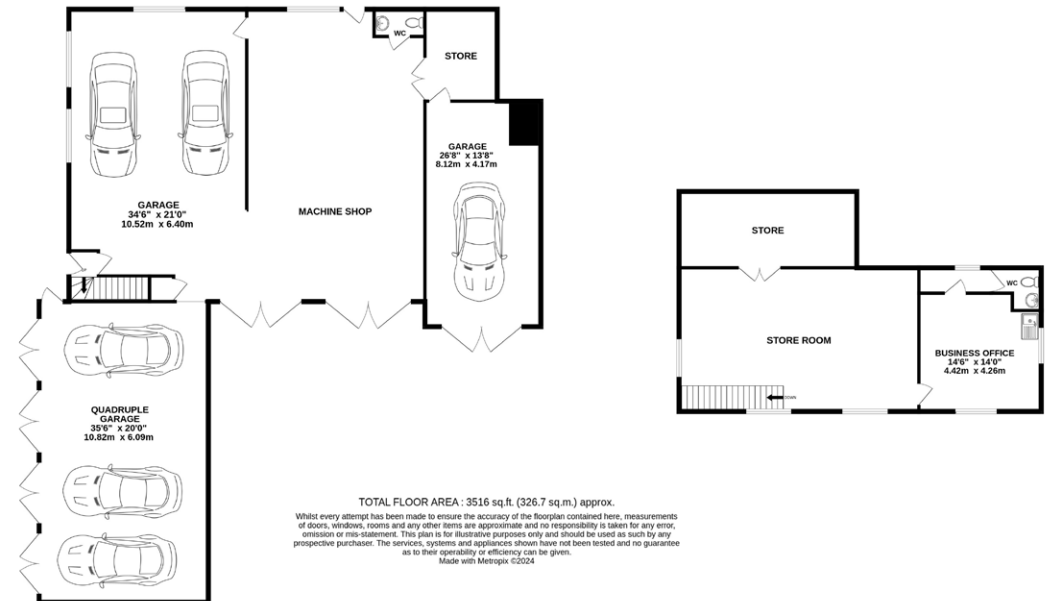 WC
STORE
GARAGE
26'8" x 13'8"
8.12m x 4.17m
GARAGE
34'6" x 21'0"
10.52m x 6.40m
MACHINE SHOP
QUADRUPLE
GARAGE
35'6" x 20'0"
10.82m x 6.09m
STORE
WC
STORE ROOM
BUSINESS OFFICE
14'6" x 14'0"
4.42m x 4.26m
DOWN
TOTAL FLOOR AREA : 3516 sq.ft. (326.7 sq.m.) approx.
Whilst every attempt has been made to ensure the accuracy of the floorplan contained here, measurements
of doors, windows, rooms and any other items are approximate and no responsibility is taken for any error,
omission or mis-statement. This plan is for illustrative purposes only and should be used as such by any
prospective purchaser. The services, systems and appliances shown have not been tested and no guarantee
as to their operability or efficiency can be given.
Made with Metropix ©2024